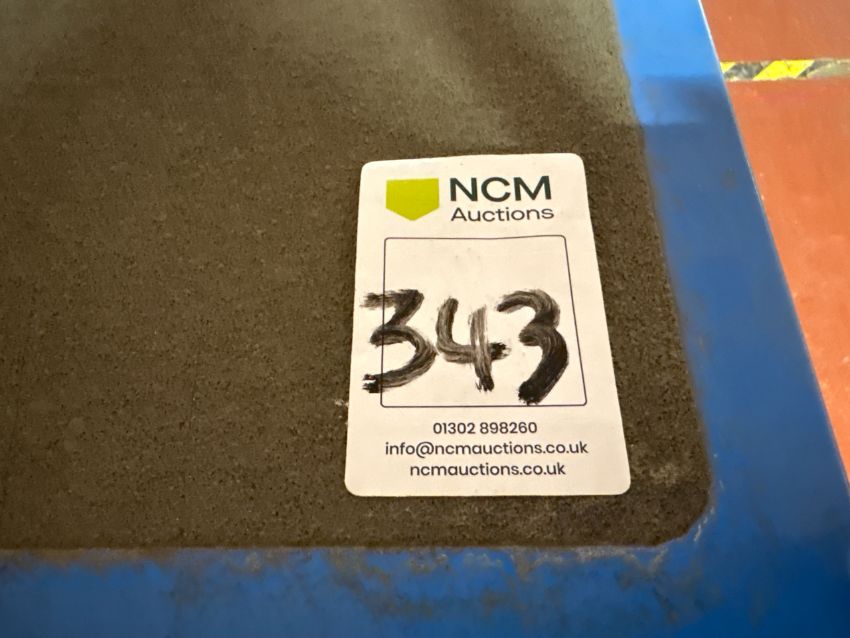 NCM
Auctions
343
01302 898260
info@ncmauctions.co.uk
ncmauctions.co.uk